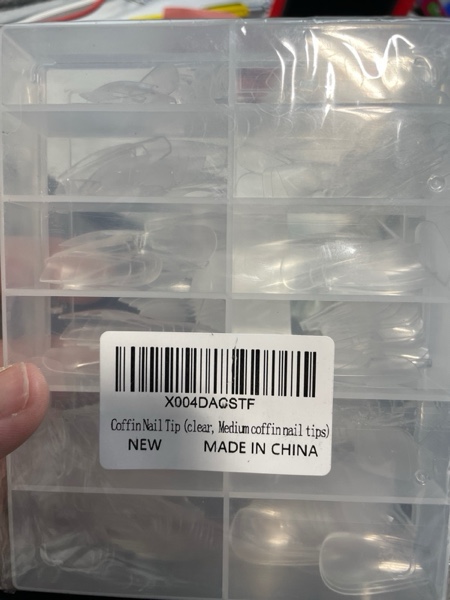 X004DAGSTF
Coffin Nail Tip (clear, Medium coffin nail tips)
NEW MADE IN CHINA